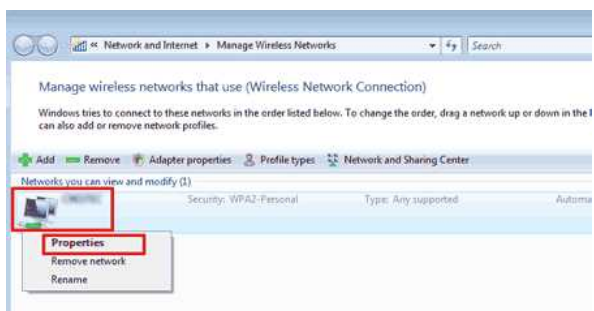 « Network and Internet ▸ Manage Wireless Networks Search
Manage wireless networks that use (Wireless Network Connection)
Windows tries to connect to these networks in the order listed below. To change the order, drag a network up or down in the
can also add or remove network profiles.
Add Remove Adapter properties Profile types Network and Sharing Center
Networks you can view and modify (1)
Security: WPA2-Personal Type: Any supported Automa
Properties
Remove network
Rename